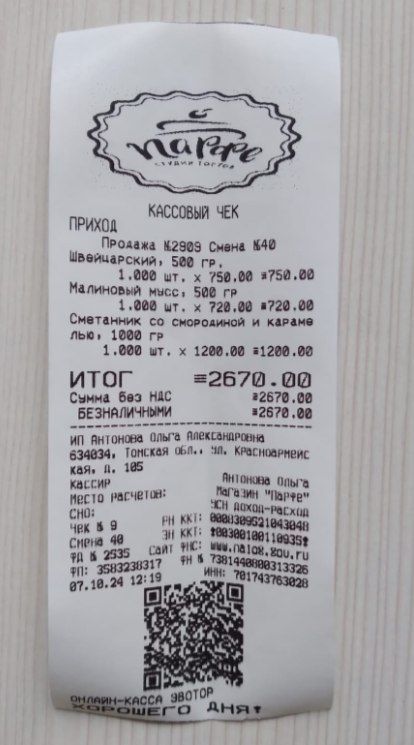 Парфе
СТУДИЯ ТОРТОВ
КАССОВЫЙ ЧЕК
ПРИХОД
Продажа №2909 Смена №40
Швейцарский, 500 гр.
1.000 шт. х 750.00 =750.00
Малиновый мусс, 500 гр
1.000 шт. х 720.00 =720.00
Сметанник со смородиной и караме
лью, 1000 гр
1.000 шт. х 1200.00 =1200.00
ИТОГ =2670.00
Сумма без НДС =2670.00
БЕЗНАЛИЧНЫМИ =2670.00
ИП Антонова Ольга Александровна
634034, Томская обл., ул. Красноармейс
кая, д. 105
Кассир Антонова Ольга
Место расчетов: Магазин "Парфе"
СНО: УСН доход-расход
Чек № 9 РН ККТ: 0008309521043048
Смена 40 ЗН ККТ: *00300100110935*
ФД № 2535 Сайт ФНС: www.nalog.gov.ru
ФП: 3583238317 ФН № 7381440800313326
07.10.24 12:19 ИНН: 701743763028
ОНЛАЙН-КАССА ЭВОТОР
ХОРОШЕГО ДНЯ!